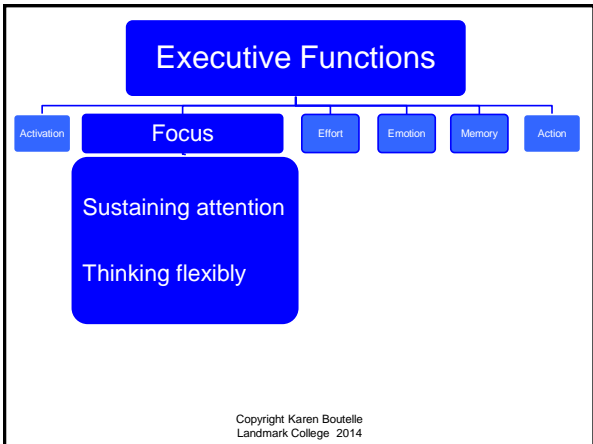 Executive Functions
Activation
Focus
Effort
Emotion
Memory
Action
Sustaining attention
Thinking flexibly
Copyright Karen Boutelle
Landmark College 2014